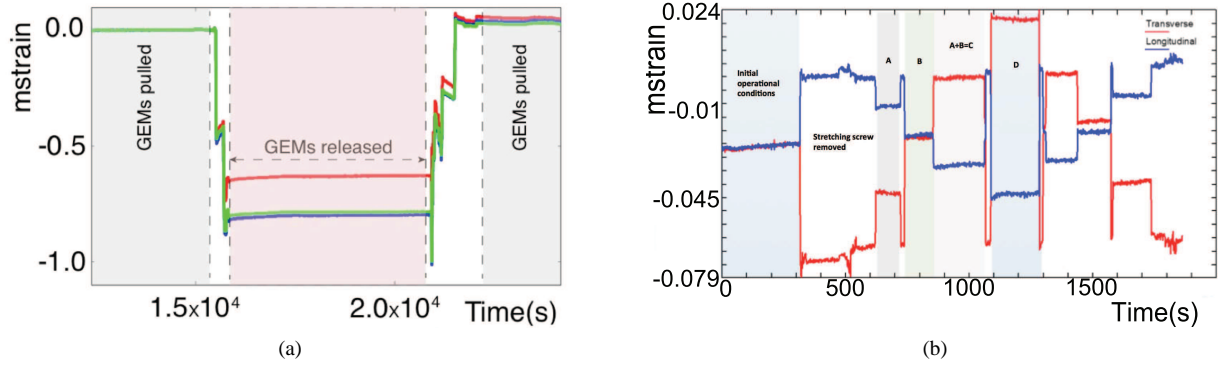 0.0
-0.5
-1.0
mstrain
GEMs pulled
GEMs released
GEMs pulled
1.5x10⁴
2.0x10⁴
Time(s)
(a)
0.024
-0.01
-0.045
-0.079
mstrain
Transverse
Longitudinal
A+B=C
A
B
D
Initial
operational
conditions
Stretching screw
removed
0
500
1000
1500
Time(s)
(b)